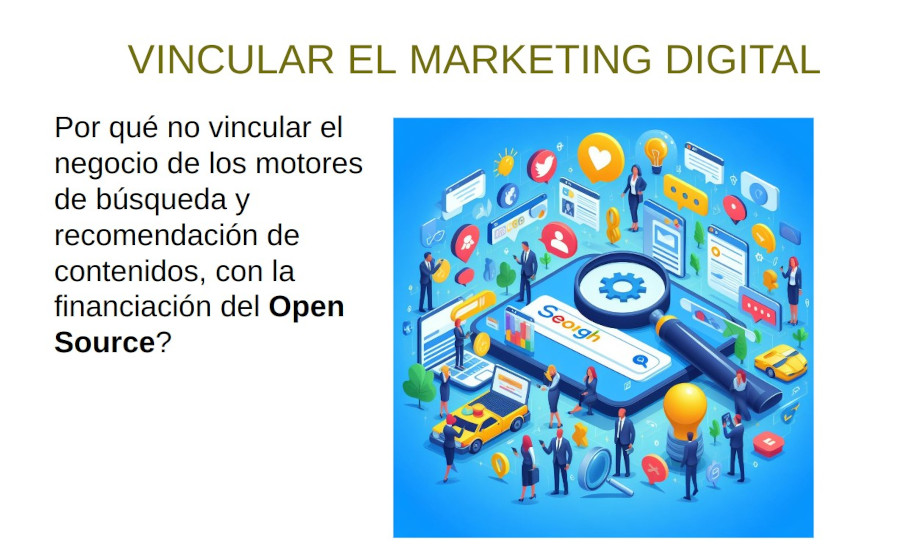 VINCULAR EL MARKETING DIGITAL
Por qué no vincular el
negocio de los motores
de búsqueda y
recomendación de
contenidos, con la
financiación del Open
Source?
Seorgh